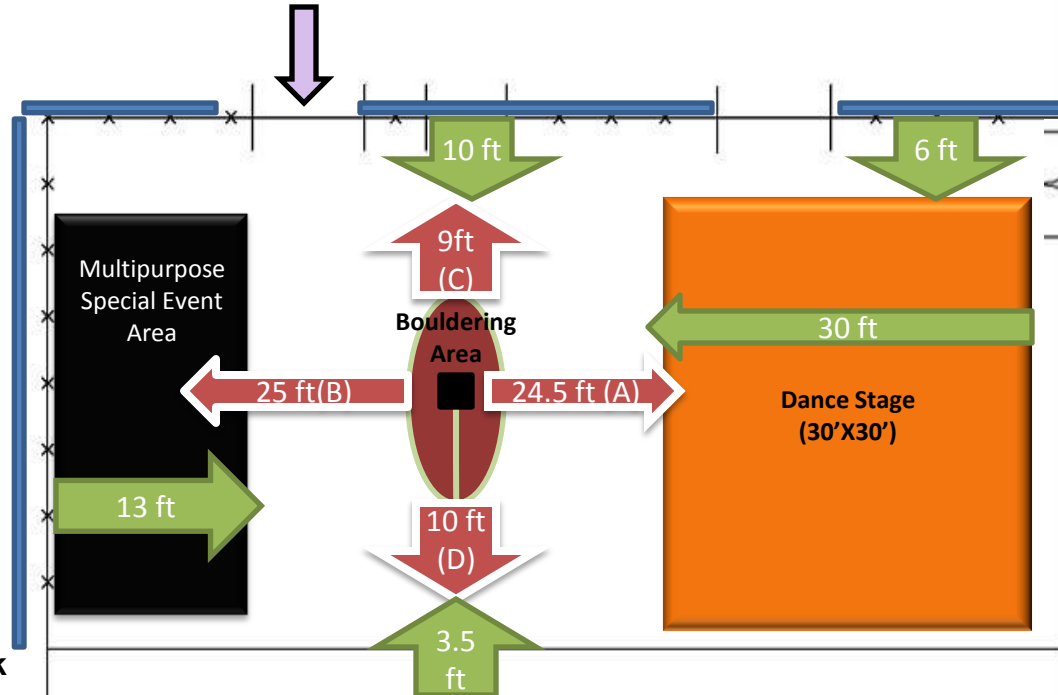 10 ft
6 ft
9ft
(C)
Multipurpose
Special Event
Area
Bouldering
Area
30 ft
25 ft(B)
24.5 ft (A)
Dance Stage
(30’X30’)
13 ft
10 ft
(D)
3.5
ft